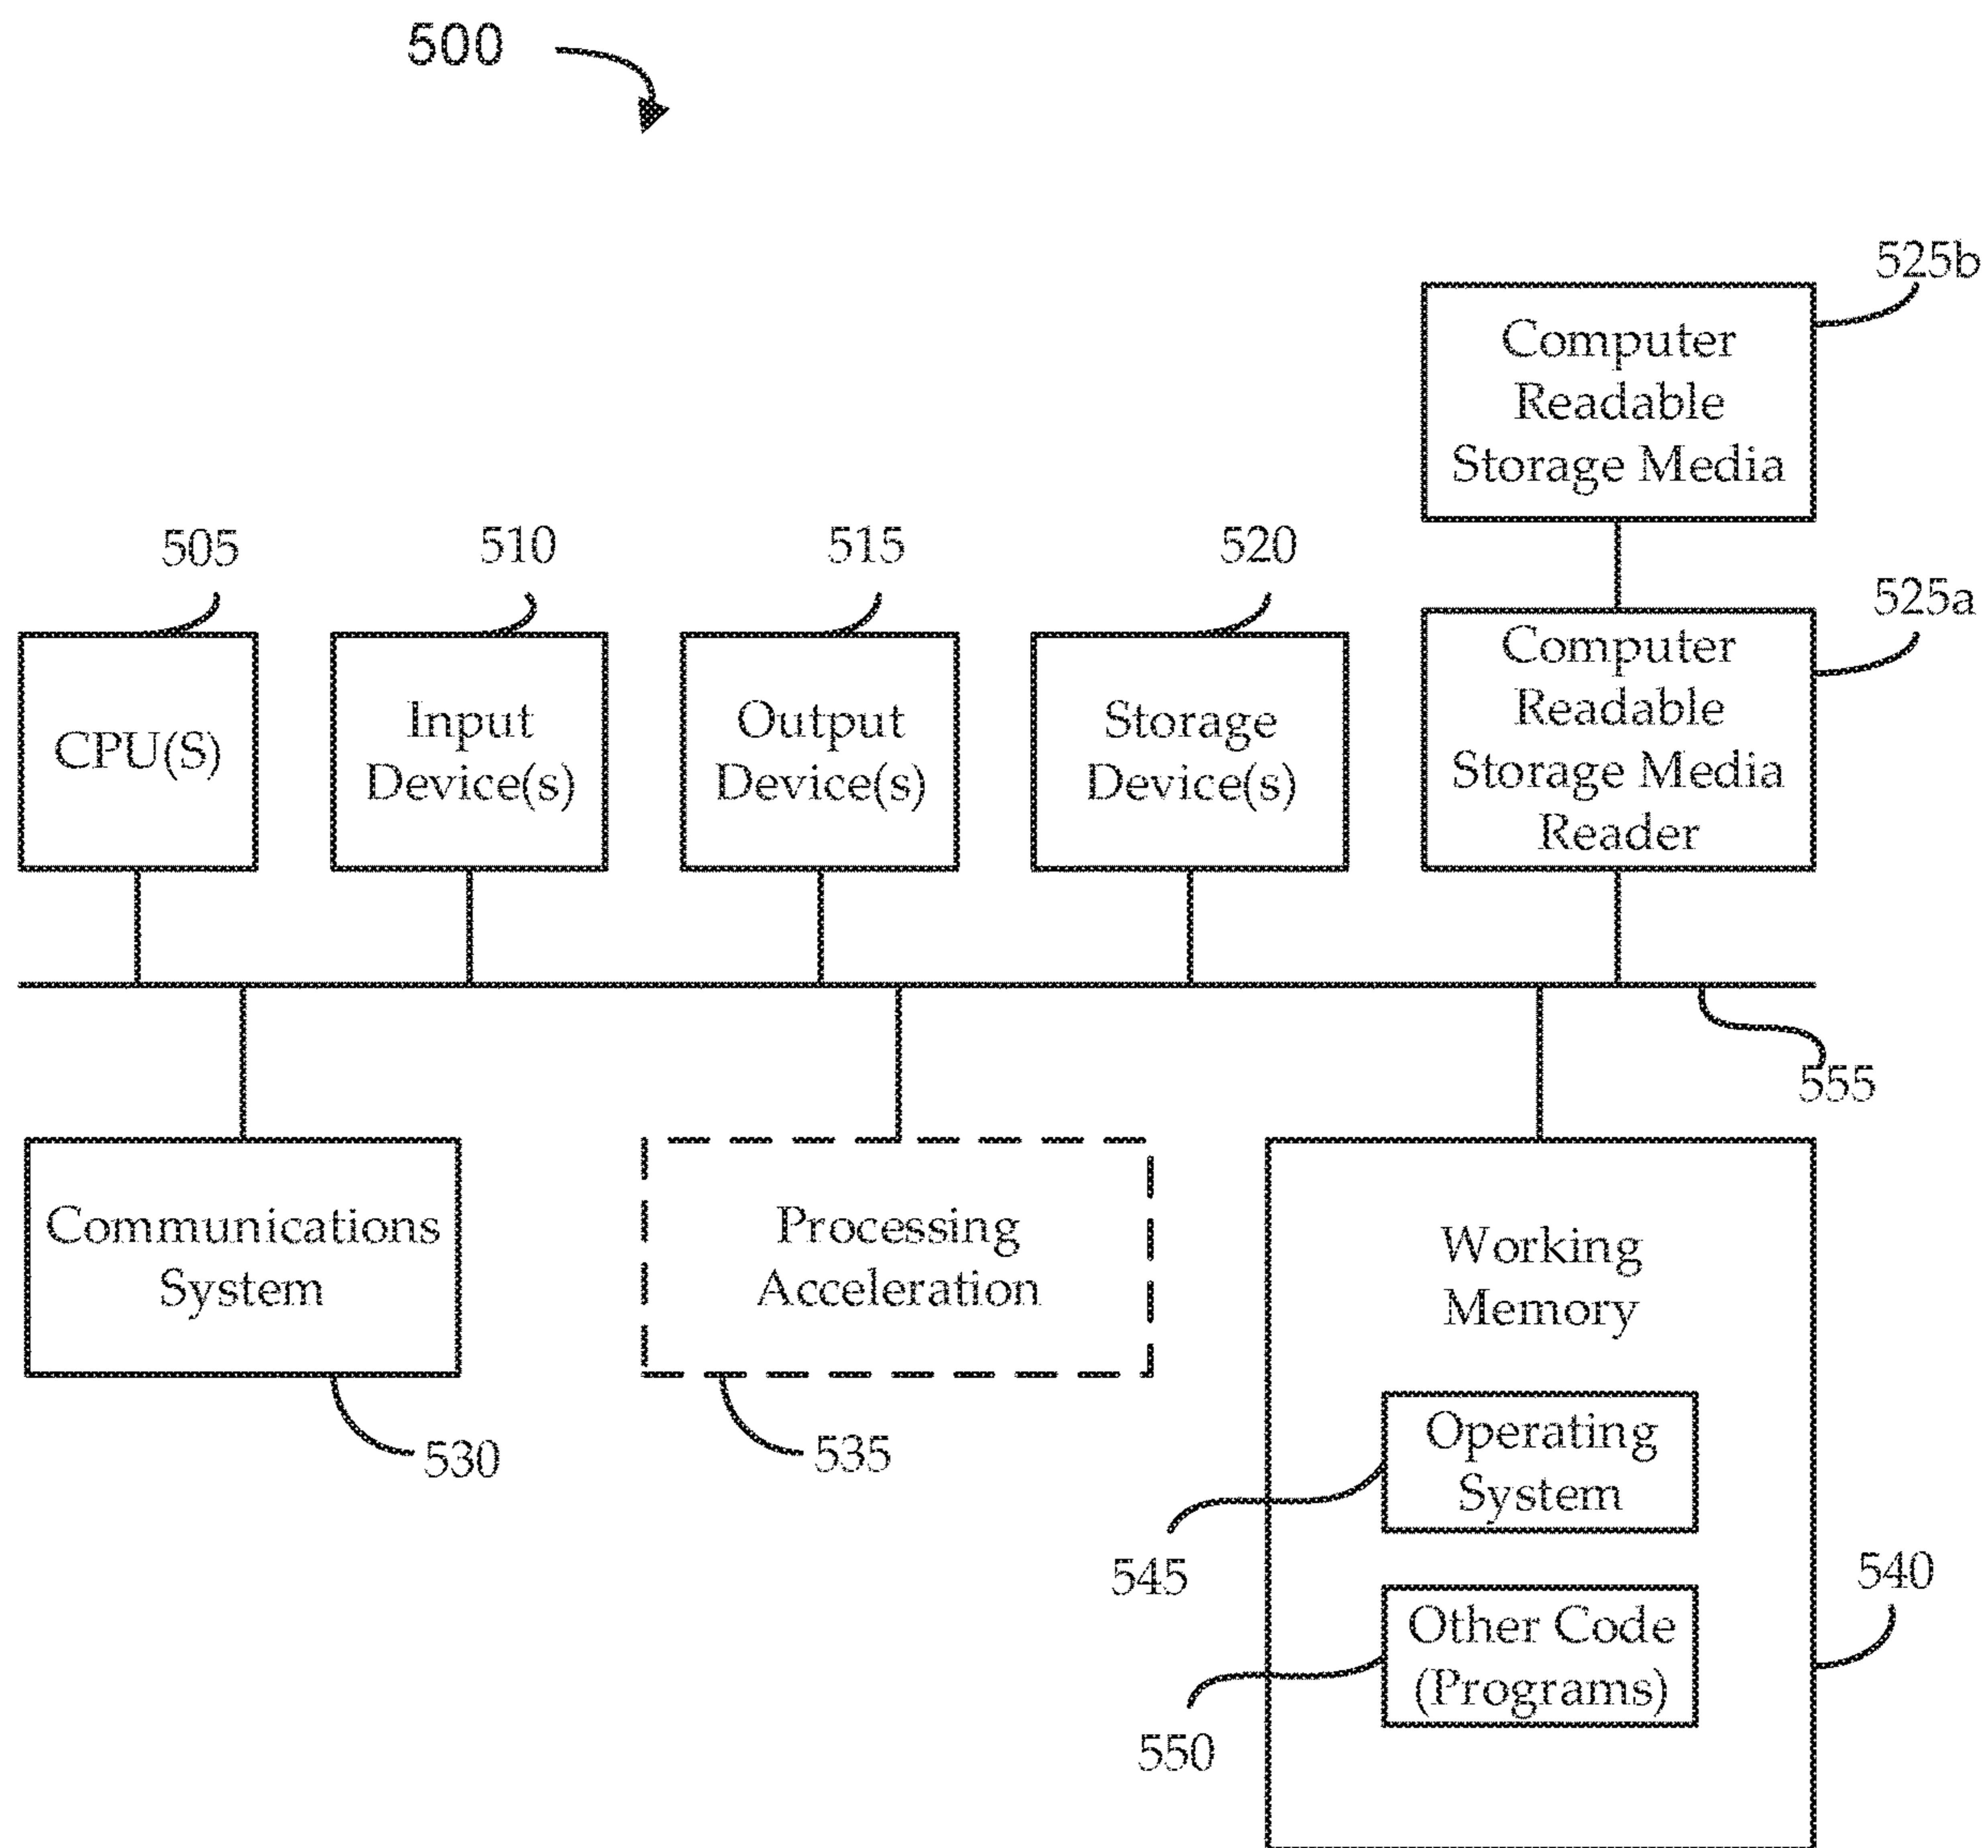 500
525b
Computer
Readable
Storage Media
505
510
515
520
525a
CPU(S)
Input
Device(s)
Output
Device(s)
Storage
Device(s)
Computer
Readable
Storage Media
Reader
555
Communications
System
Processing
Acceleration
Working
Memory
530
535
Operating
System
545
540
Other Code
(Programs)
550